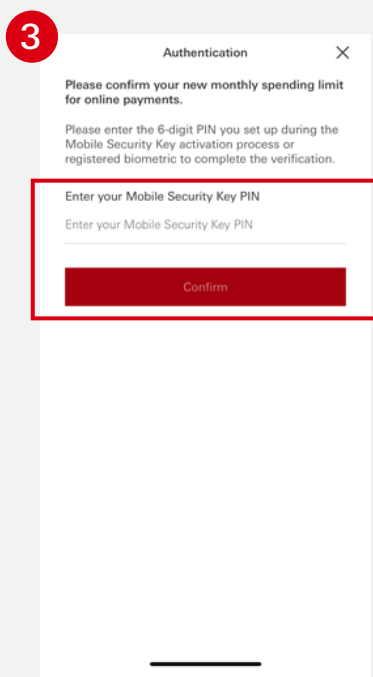 3
Authentication
Please confirm your new monthly spending limit
for online payments.
Please enter the 6-digit PIN you set up during the
Mobile Security Key activation process or
registered biometric to complete the verification.
Enter your Mobile Security Key PIN
Enter your Mobile Security Key PIN
Confirm